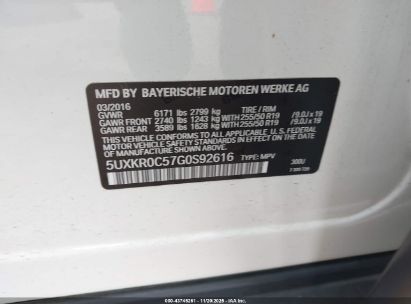 MFD BY BAYERISCHE MOTOREN WERKE AG
03/2016 TIRE / RIM
GVWR 6171 lbs 2799 kg
GAWR FRONT 2740 lbs 1243 kg WITH 255/50 R19 /9.0J x 19
GAWR REAR 3589 lbs 1628 kg WITH 255/50 R19 /9.0J x 19
THIS VEHICLE CONFORMS TO ALL APPLICABLE U.S. FEDERAL
MOTOR VEHICLE SAFETY STANDARDS IN EFFECT ON THE
DATE OF MANUFACTURE SHOWN ABOVE.
5UXKR0C57G0S92616 TYPE: MPV 300U